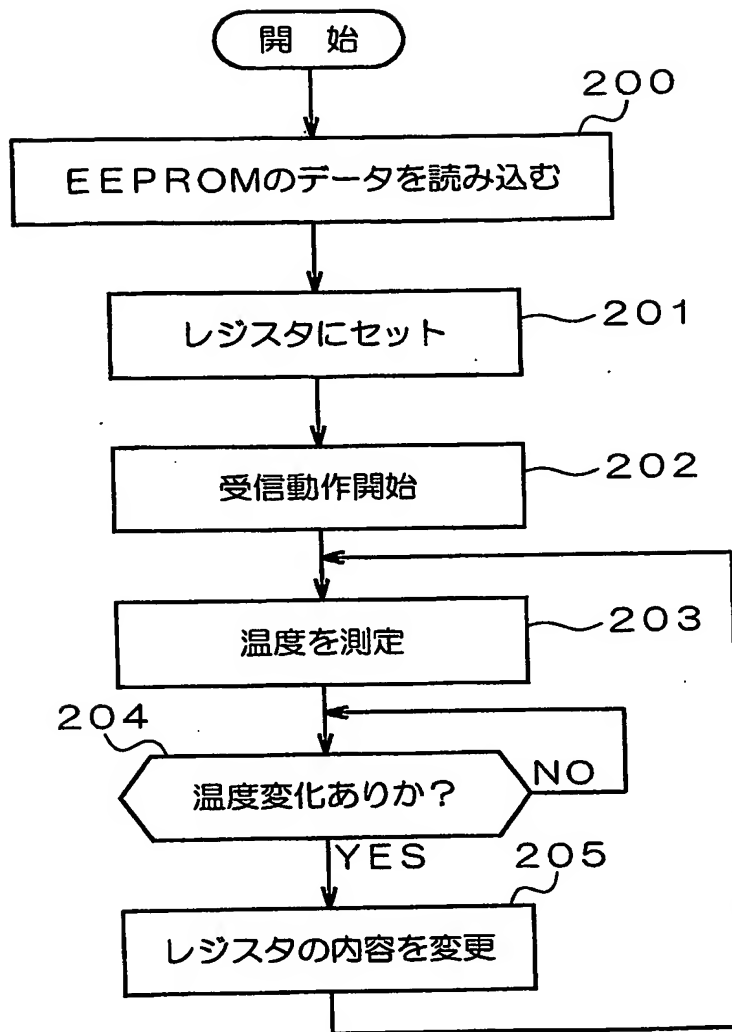 開 始
200
EEPROMのデータを読み込む
レジスタにセット
201
受信動作開始
202
温度を測定
203
204
温度変化ありか?
NO
YES
205
レジスタの内容を変更